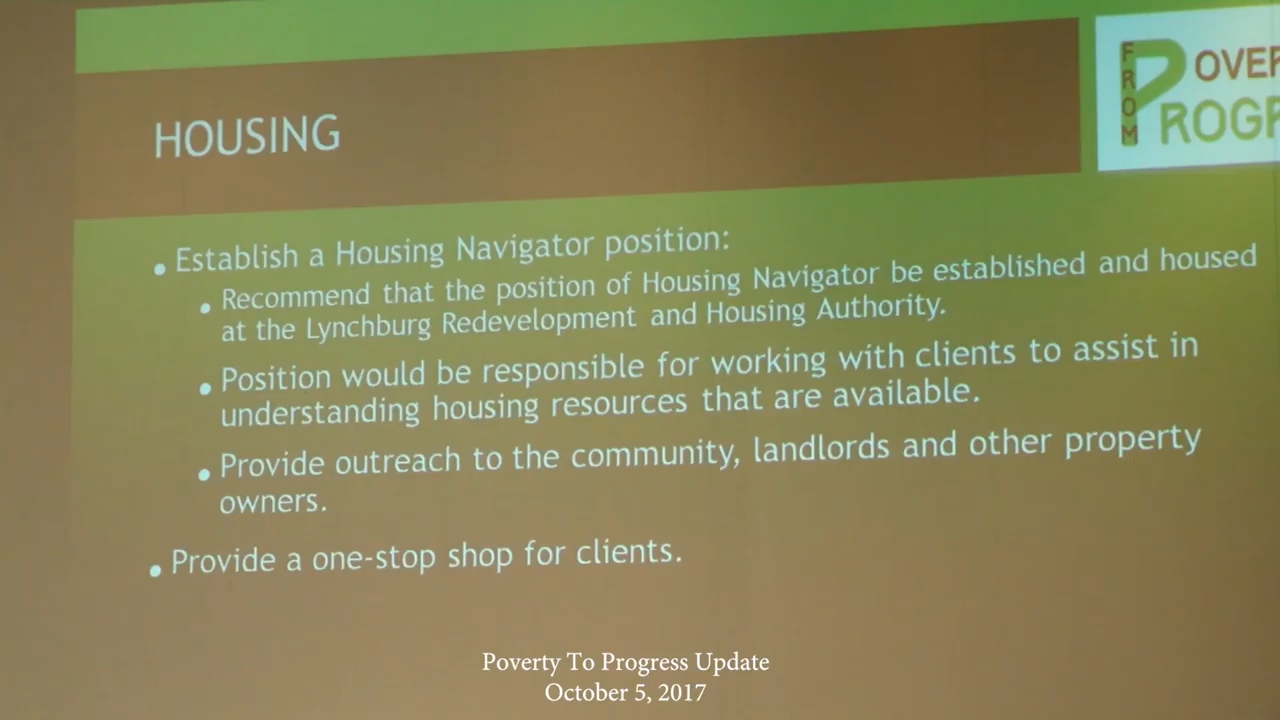 HOUSING
FROM
OVER
PROGR
• Establish a Housing Navigator position:
• Recommend that the position of Housing Navigator be established and housed
at the Lynchburg Redevelopment and Housing Authority.
• Position would be responsible for working with clients to assist in
understanding housing resources that are available.
• Provide outreach to the community, landlords and other property
owners.
• Provide a one-stop shop for clients.
Poverty To Progress Update
October 5, 2017